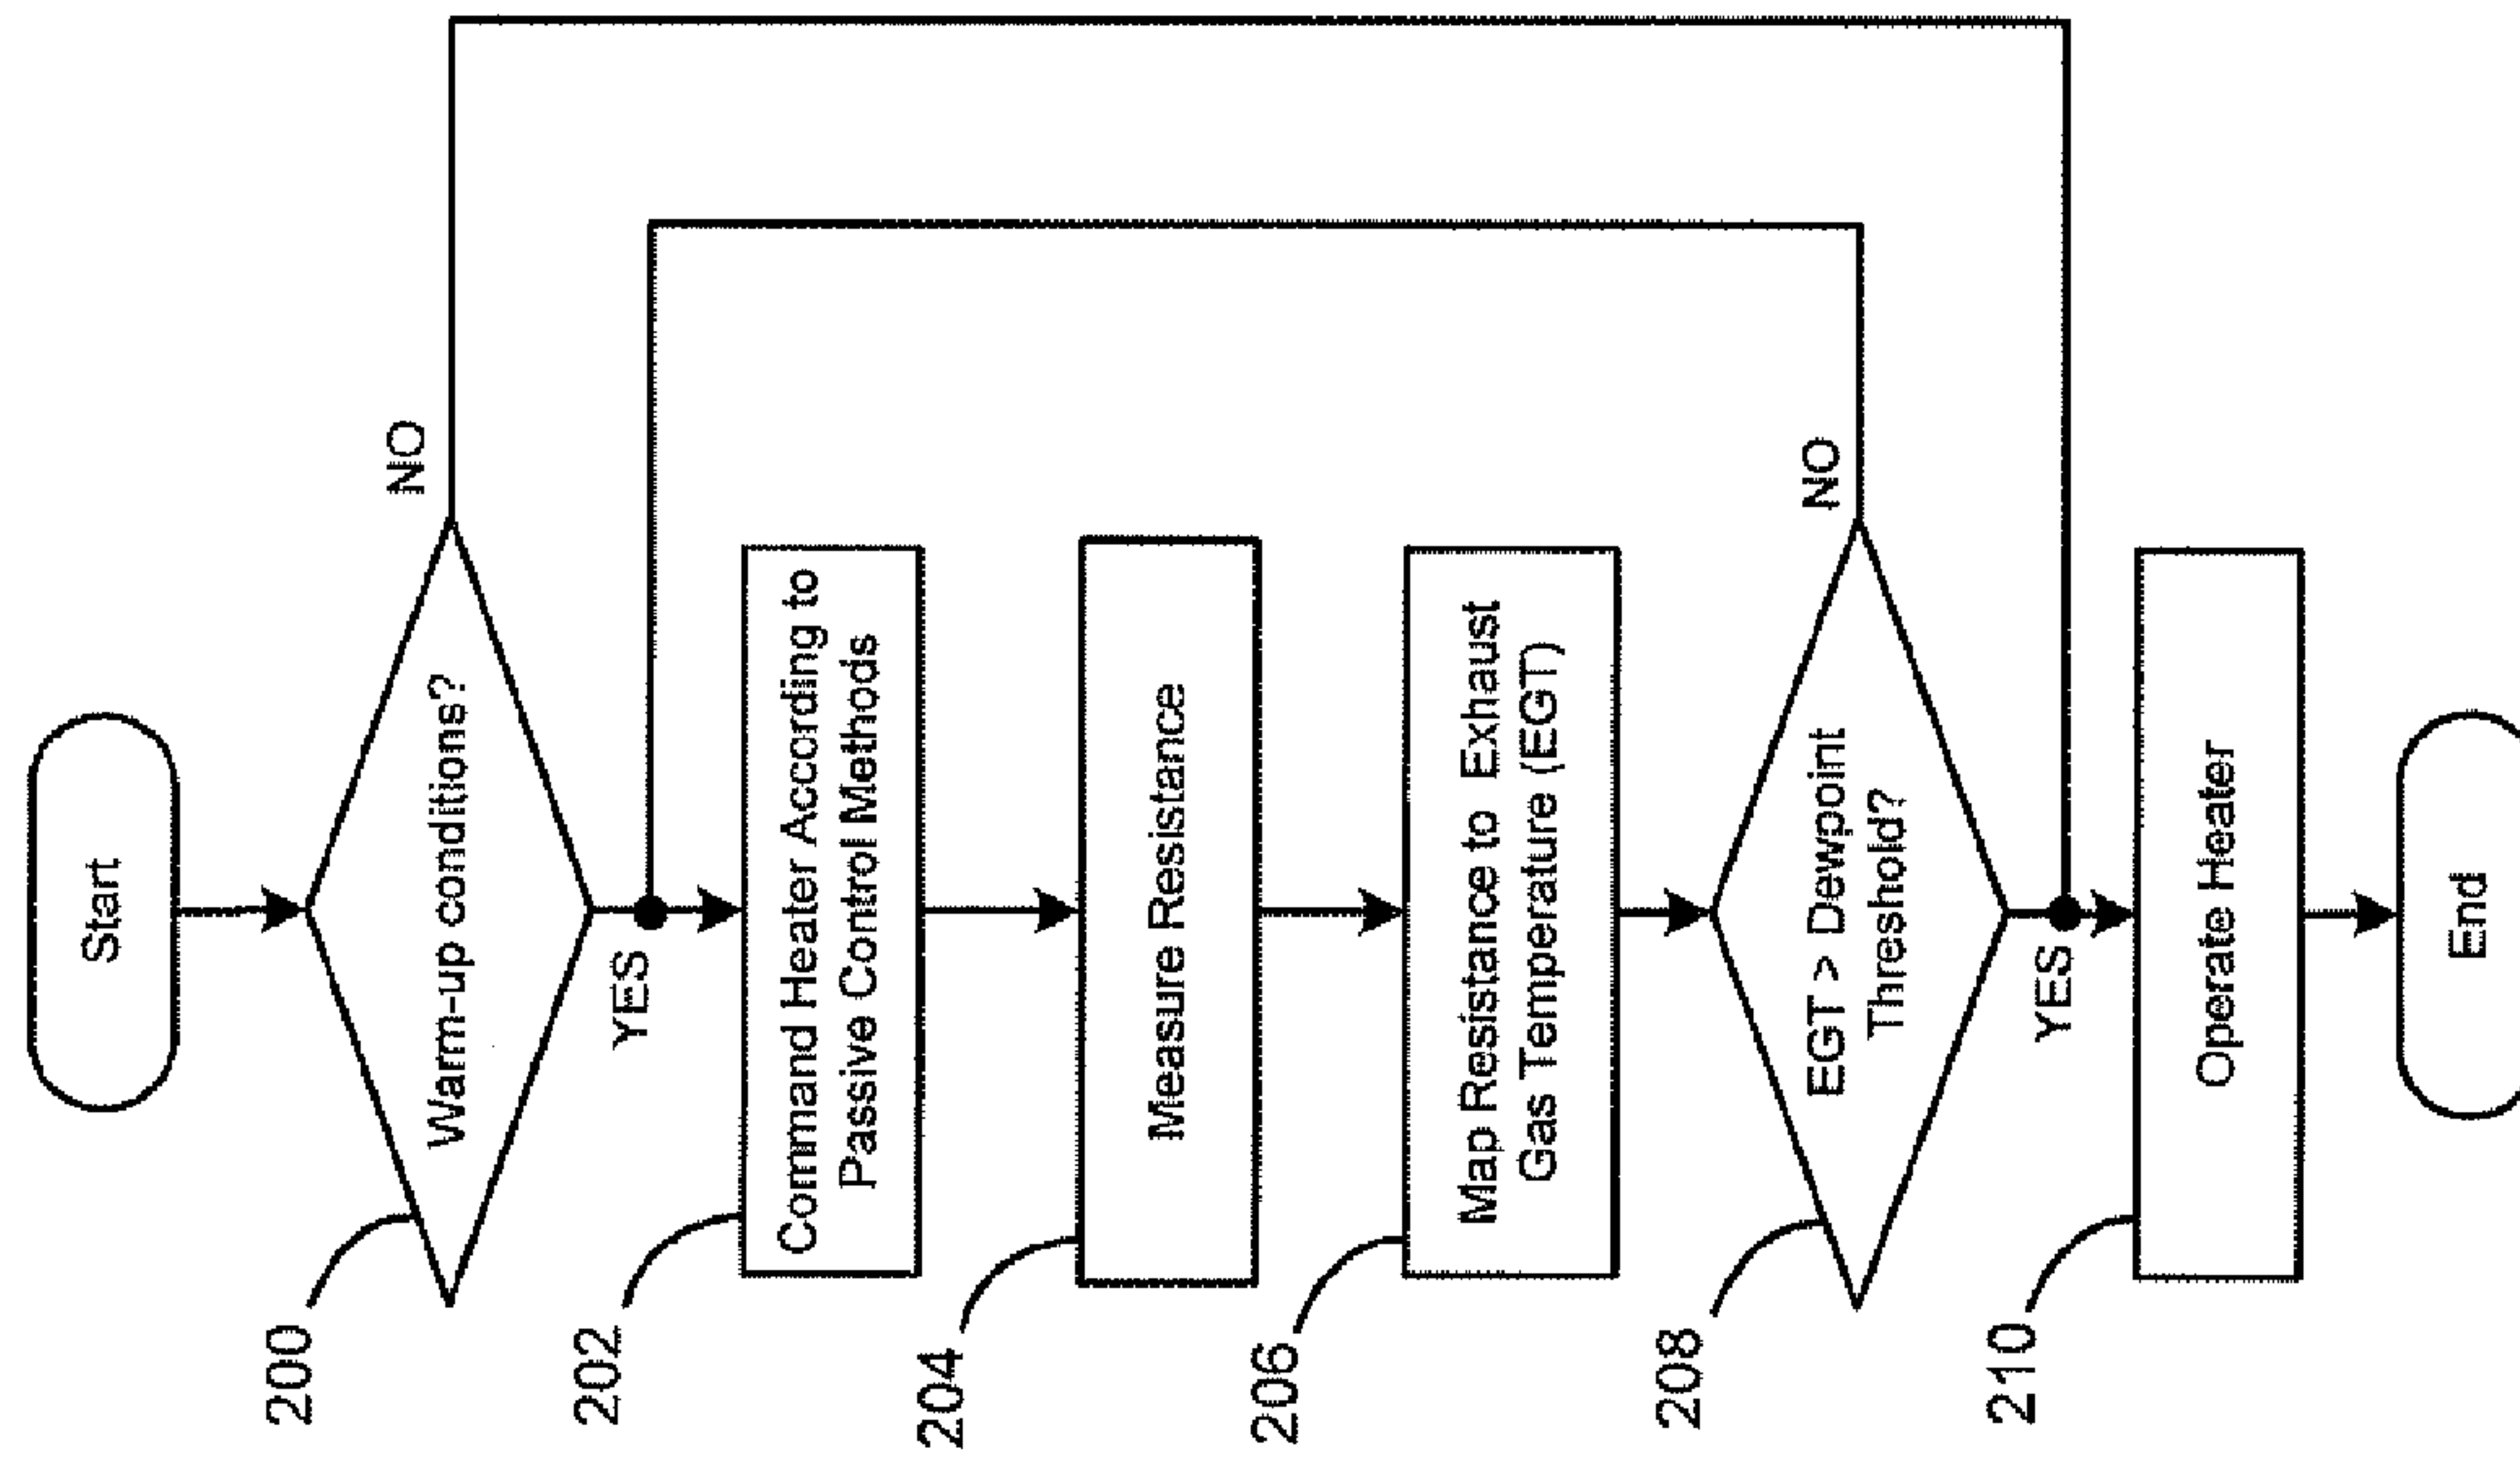 Start
200
Warm-up conditions?
NO
YES
202
Command Heater According to
Passive Control Methods
204
Measure Resistance
206
Map Resistance to Exhaust
Gas Temperature (EGT)
208
EGT > Dewpoint
Threshold?
NO
YES
210
Operate Heater
End